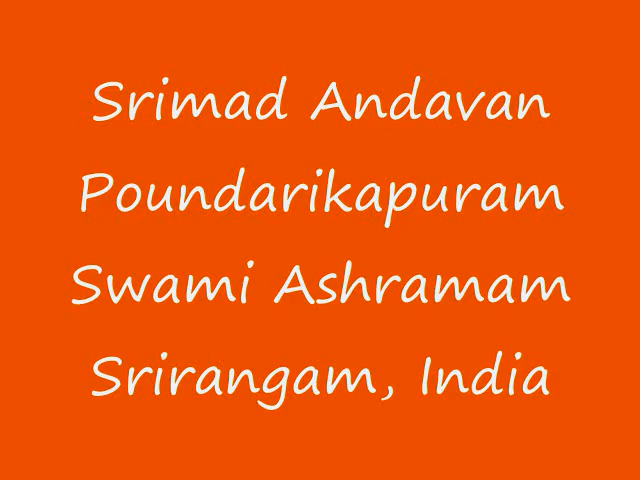 Srimad Andavan
Poundarikapuram
Swami Ashramam
Srirangam, India